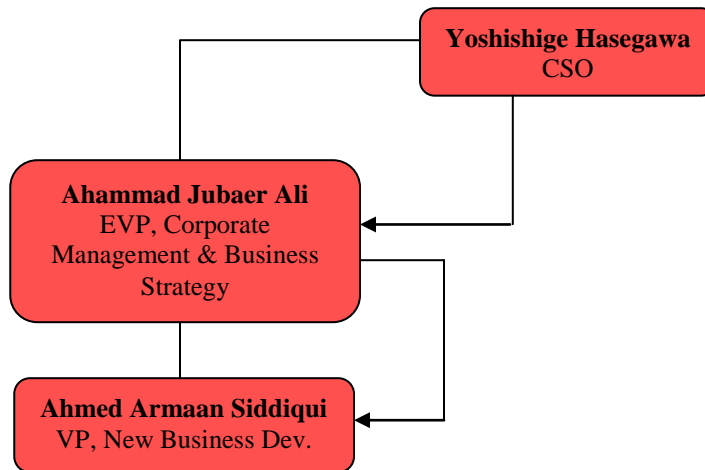 Yoshishige Hasegawa
CSO
Ahammad Jubaer Ali
EVP, Corporate
Management & Business
Strategy
Ahmed Armaan Siddiqui
VP, New Business Dev.